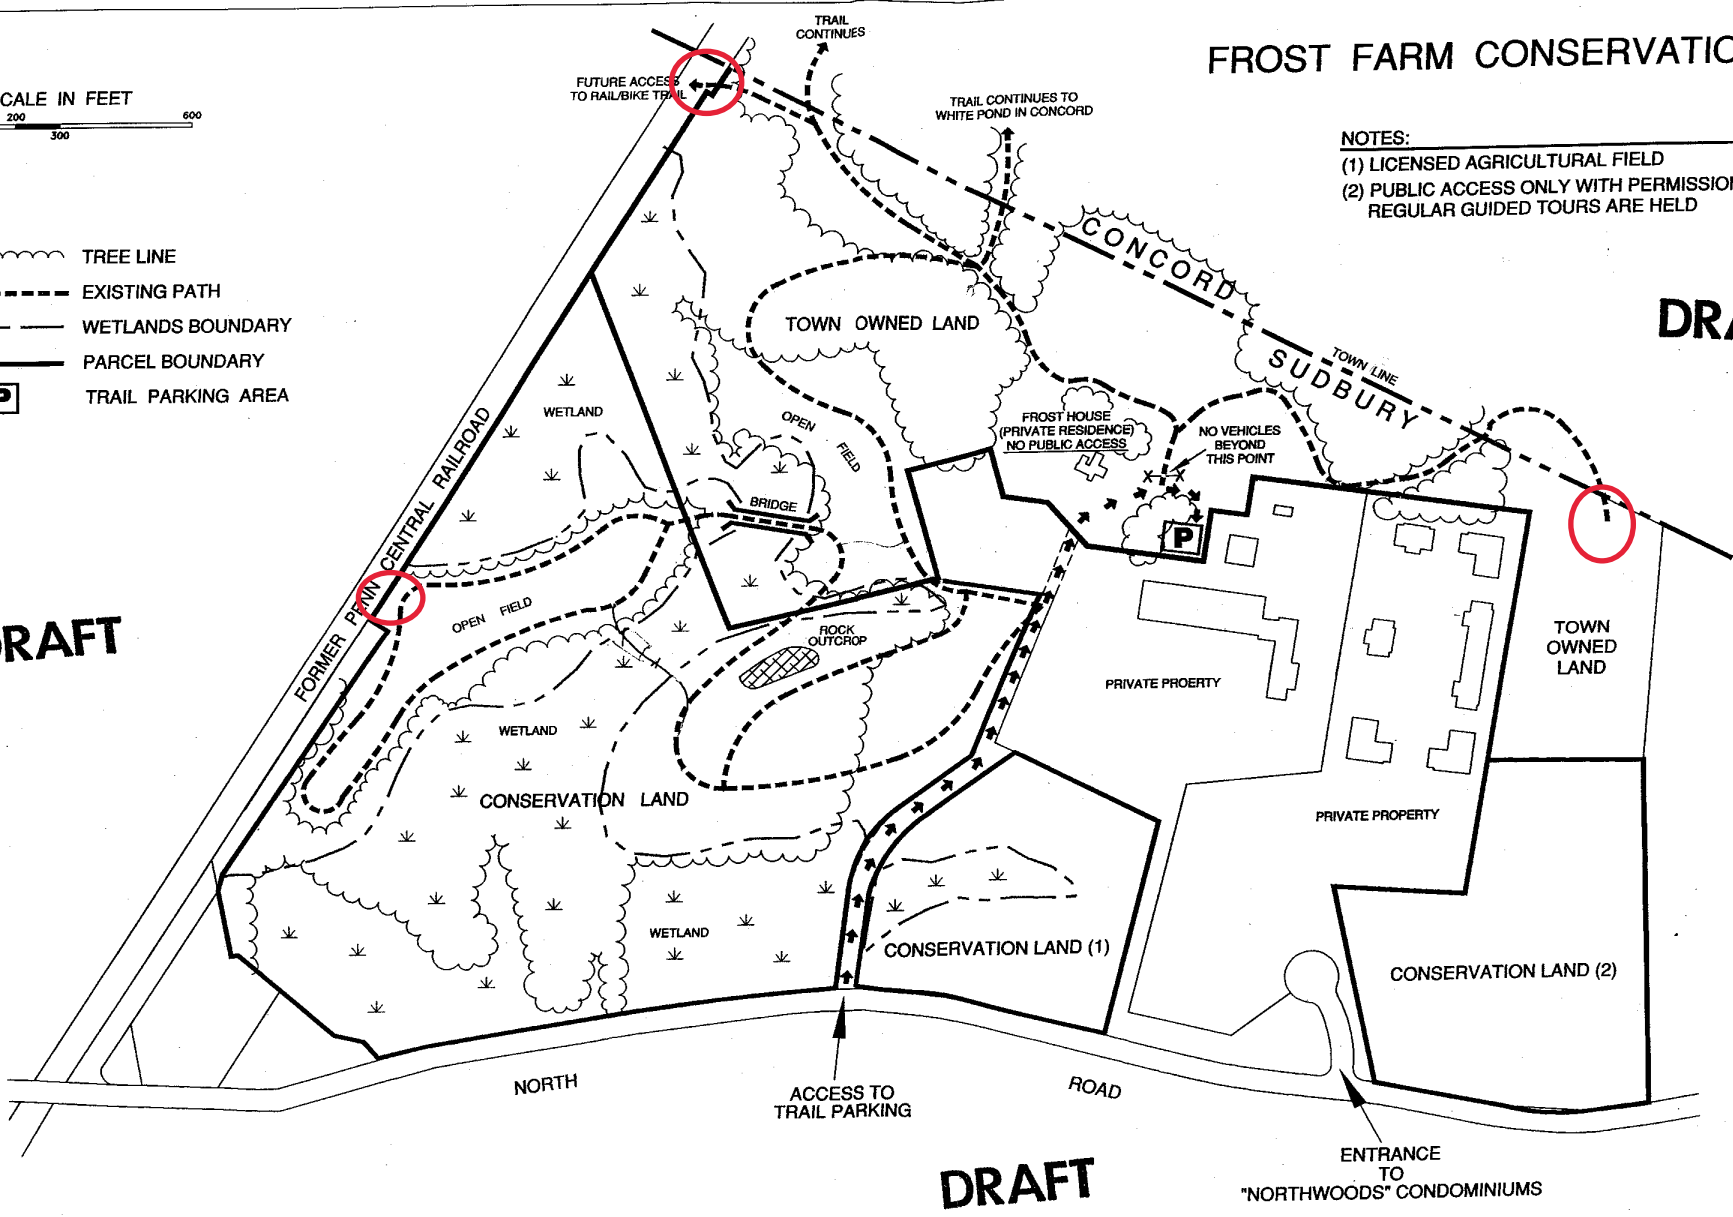 FROST FARM CONSERVATIO
TRAIL
CONTINUES
FUTURE ACCESS
TO RAIL/BIKE TRAIL
CALE IN FEET
200
600
300
TRAIL CONTINUES TO
WHITE POND IN CONCORD
NOTES:
(1) LICENSED AGRICULTURAL FIELD
(2) PUBLIC ACCESS ONLY WITH PERMISSION
REGULAR GUIDED TOURS ARE HELD
TREE LINE
EXISTING PATH
WETLANDS BOUNDARY
PARCEL BOUNDARY
P
TRAIL PARKING AREA
CONCORD
SUDBURY
TOWN LINE
DRA
TOWN OWNED LAND
WETLAND
OPEN
FIELD
FROST HOUSE
(PRIVATE RESIDENCE)
NO PUBLIC ACCESS
NO VEHICLES
BEYOND
THIS POINT
X X
P
BRIDGE
FORMER PENN CENTRAL RAILROAD
OPEN FIELD
DRAFT
ROCK
OUTCROP
PRIVATE PROERTY
TOWN
OWNED
LAND
WETLAND
CONSERVATION LAND
PRIVATE PROPERTY
WETLAND
CONSERVATION LAND (1)
CONSERVATION LAND (2)
NORTH
ROAD
ACCESS TO
TRAIL PARKING
ENTRANCE
TO
"NORTHWOODS" CONDOMINIUMS
DRAFT